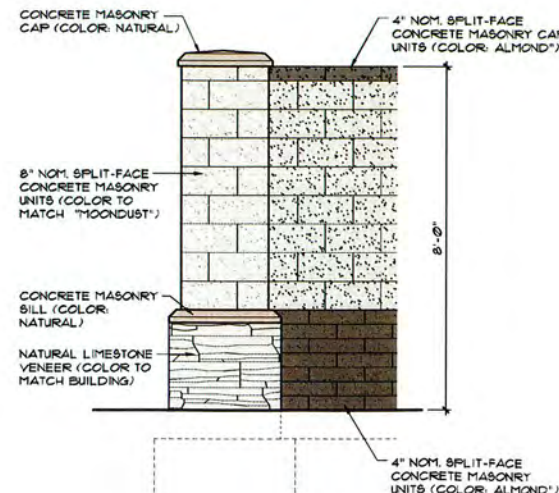 CONCRETE MASONRY
CAP (COLOR: NATURAL)
4" NOM. SPLIT-FACE
CONCRETE MASONRY CAP
UNITS (COLOR: ALMOND")
8" NOM. SPLIT-FACE
CONCRETE MASONRY
UNITS (COLOR TO
MATCH "MOONDUST")
8'-0"
CONCRETE MASONRY
SILL (COLOR:
NATURAL)
NATURAL LIMESTONE
VENEER (COLOR TO
MATCH BUILDING)
4" NOM. SPLIT-FACE
CONCRETE MASONRY
UNITS (COLOR: ALMOND")